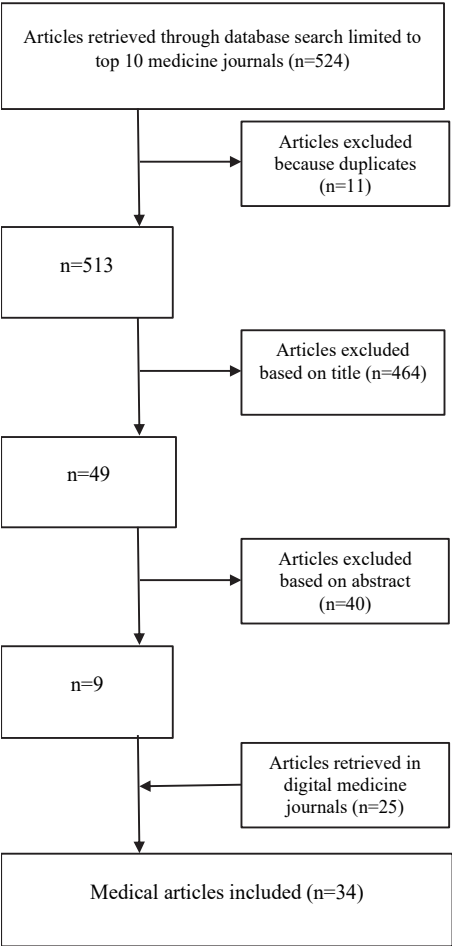 Articles retrieved through database search limited to
top 10 medicine journals (n=524)
Articles excluded
because duplicates
(n=11)
n=513
Articles excluded
based on title (n=464)
n=49
Articles excluded
based on abstract
(n=40)
n=9
Articles retrieved in
digital medicine
journals (n=25)
Medical articles included (n=34)